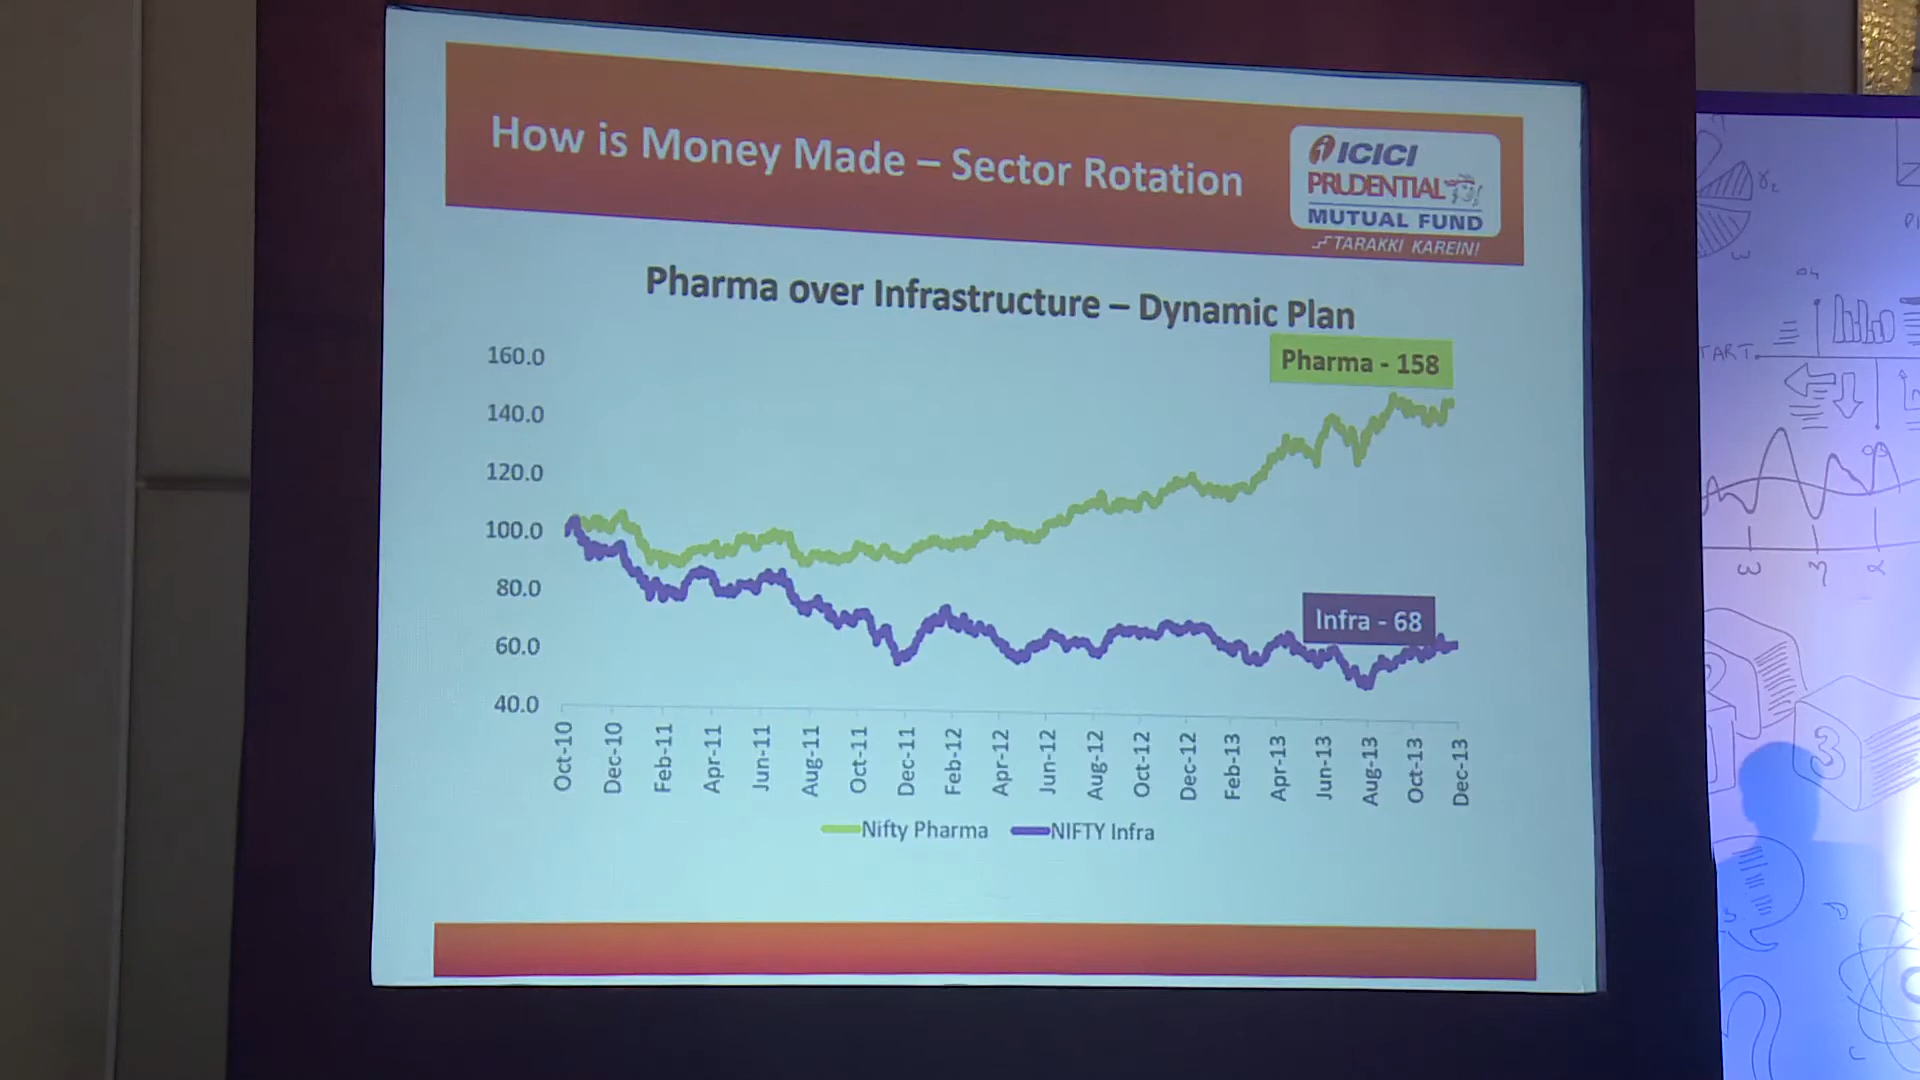 How is Money Made – Sector Rotation
ICICI
PRUDENTIAL
MUTUAL FUND
TARAKKI KAREIN!
Pharma over Infrastructure – Dynamic Plan
160.0
140.0
120.0
100.0
80.0
60.0
40.0
Pharma - 158
Infra - 68
Oct-10
Dec-10
Feb-11
Apr-11
Jun-11
Aug-11
Oct-11
Dec-11
Feb-12
Apr-12
Jun-12
Aug-12
Oct-12
Dec-12
Feb-13
Apr-13
Jun-13
Aug-13
Oct-13
Dec-13
Nifty Pharma
NIFTY Infra
TART
ω
η
α
2
1
3